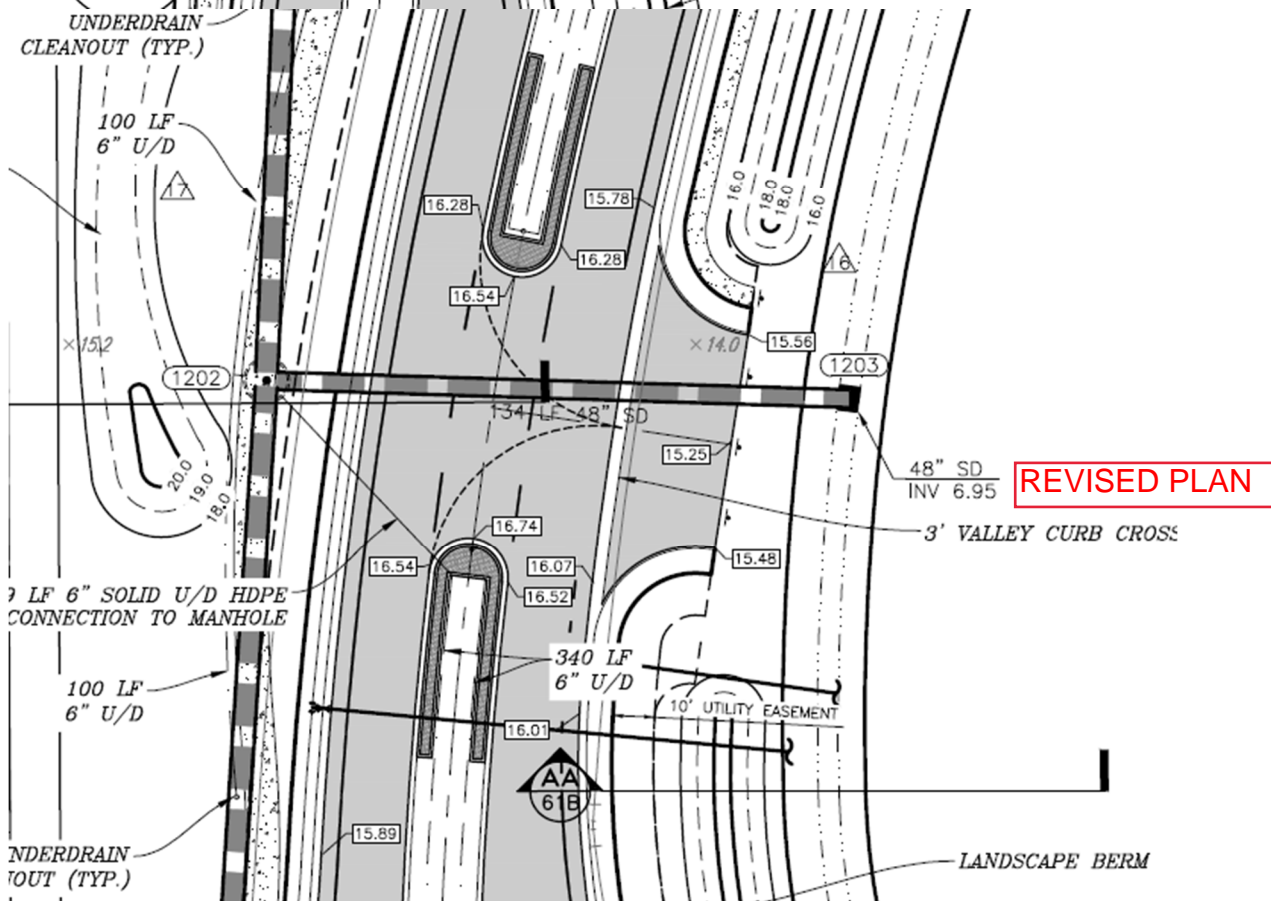 UNDERDRAIN
CLEANOUT (TYP.)
100 LF
6" U/D
17
16.28
15.78
16.0
18.0
18.0
16.0
16
16.28
16.54
×15.2
×14.0
15.56
1202
1203
134 LF 48" SD
15.25
20.0
19.0
18.0
48" SD
INV 6.95
REVISED PLAN
3' VALLEY CURB CROSS
16.74
16.54
16.07
15.48
16.52
9 LF 6" SOLID U/D HDPE
CONNECTION TO MANHOLE
340 LF
6" U/D
100 LF
6" U/D
10' UTILITY EASEMENT
16.01
AA
61B
15.89
NDERDRAIN
OUT (TYP.)
LANDSCAPE BERM